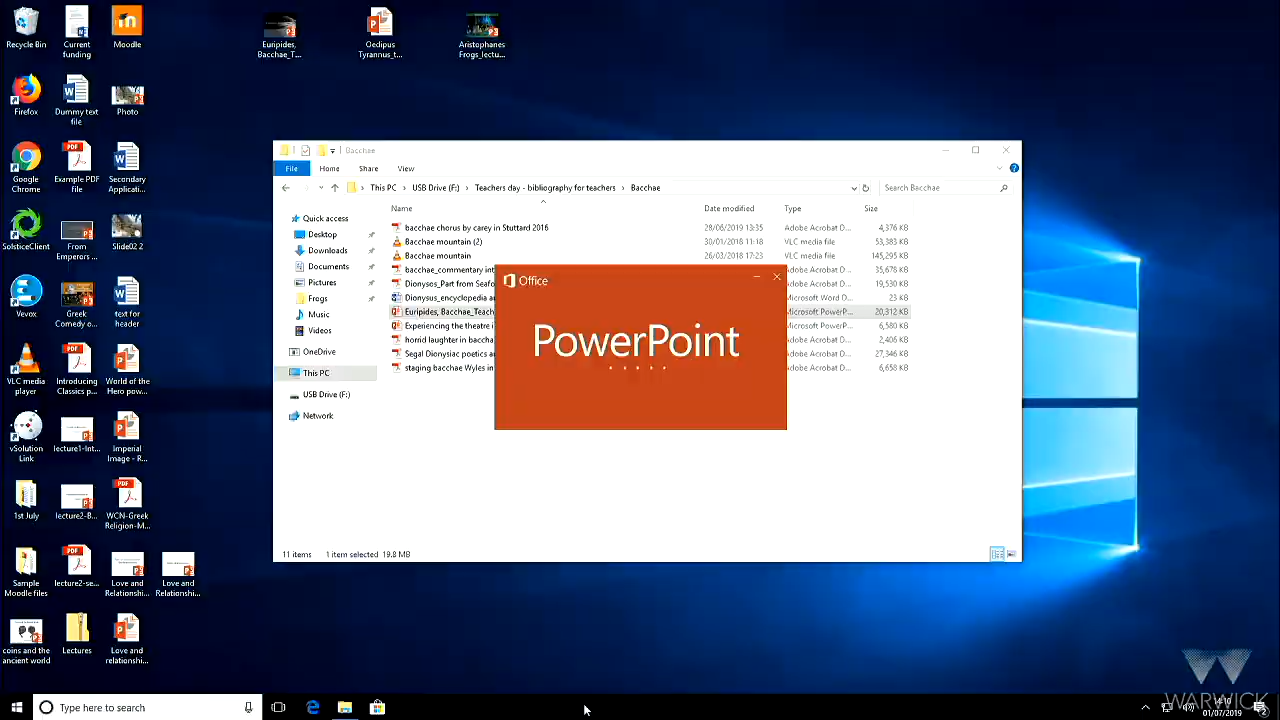 Recycle Bin
Current
funding
Moodle
Euripides,
Bacchae_T...
Oedipus
Tyrannus_t...
Aristophanes
Frogs_lectu...
Firefox
Dummy text
file
Photo
Google
Chrome
Example PDF
file
Secondary
Application...
SolsticeClient
From
Emperors ...
Slide02 2
Vevox
Greek
Comedy o...
text for
header
VLC media
player
Introducing
Classics p...
World of the
Hero pow...
vSolution
Link
lecture1-Int...
Imperial
Image - R...
1st July
lecture2-B...
WCN-Greek
Religion-M...
Sample
Moodle files
lecture2-se...
Love and
Relationshi...
Love and
Relationshi...
coins and the
ancient world
Lectures
Love and
relationshi...
Bacchae
File Home Share View
This PC USB Drive (F:) Teachers day - bibliography for teachers Bacchae
Search Bacchae
Quick access
Desktop
Downloads
Documents
Pictures
Frogs
Music
Videos
OneDrive
This PC
USB Drive (F:)
Network
Name Date modified Type Size
bacchae chorus by carey in Stuttard 2016 28/06/2019 13:35 Adobe Acrobat D... 4,376 KB
Bacchae mountain (2) 30/01/2018 11:18 VLC media file 53,383 KB
Bacchae mountain 26/03/2018 17:23 VLC media file 145,295 KB
bacchae_commentary int Adobe Acrobat D... 35,678 KB
Dionysos_Part from Seafo Adobe Acrobat D... 19,530 KB
Dionysus_encyclopedia a Microsoft Word D... 23 KB
Euripides, Bacchae_Teach Microsoft PowerP... 20,312 KB
Experiencing the theatre i Microsoft PowerP... 6,580 KB
horrid laughter in baccha Adobe Acrobat D... 2,406 KB
Segal Dionysiac poetics a Adobe Acrobat D... 27,346 KB
staging bacchae Wyles in Adobe Acrobat D... 6,658 KB
Office
PowerPoint
11 items 1 item selected 19.8 MB
Type here to search
WARWICK
01/07/2019